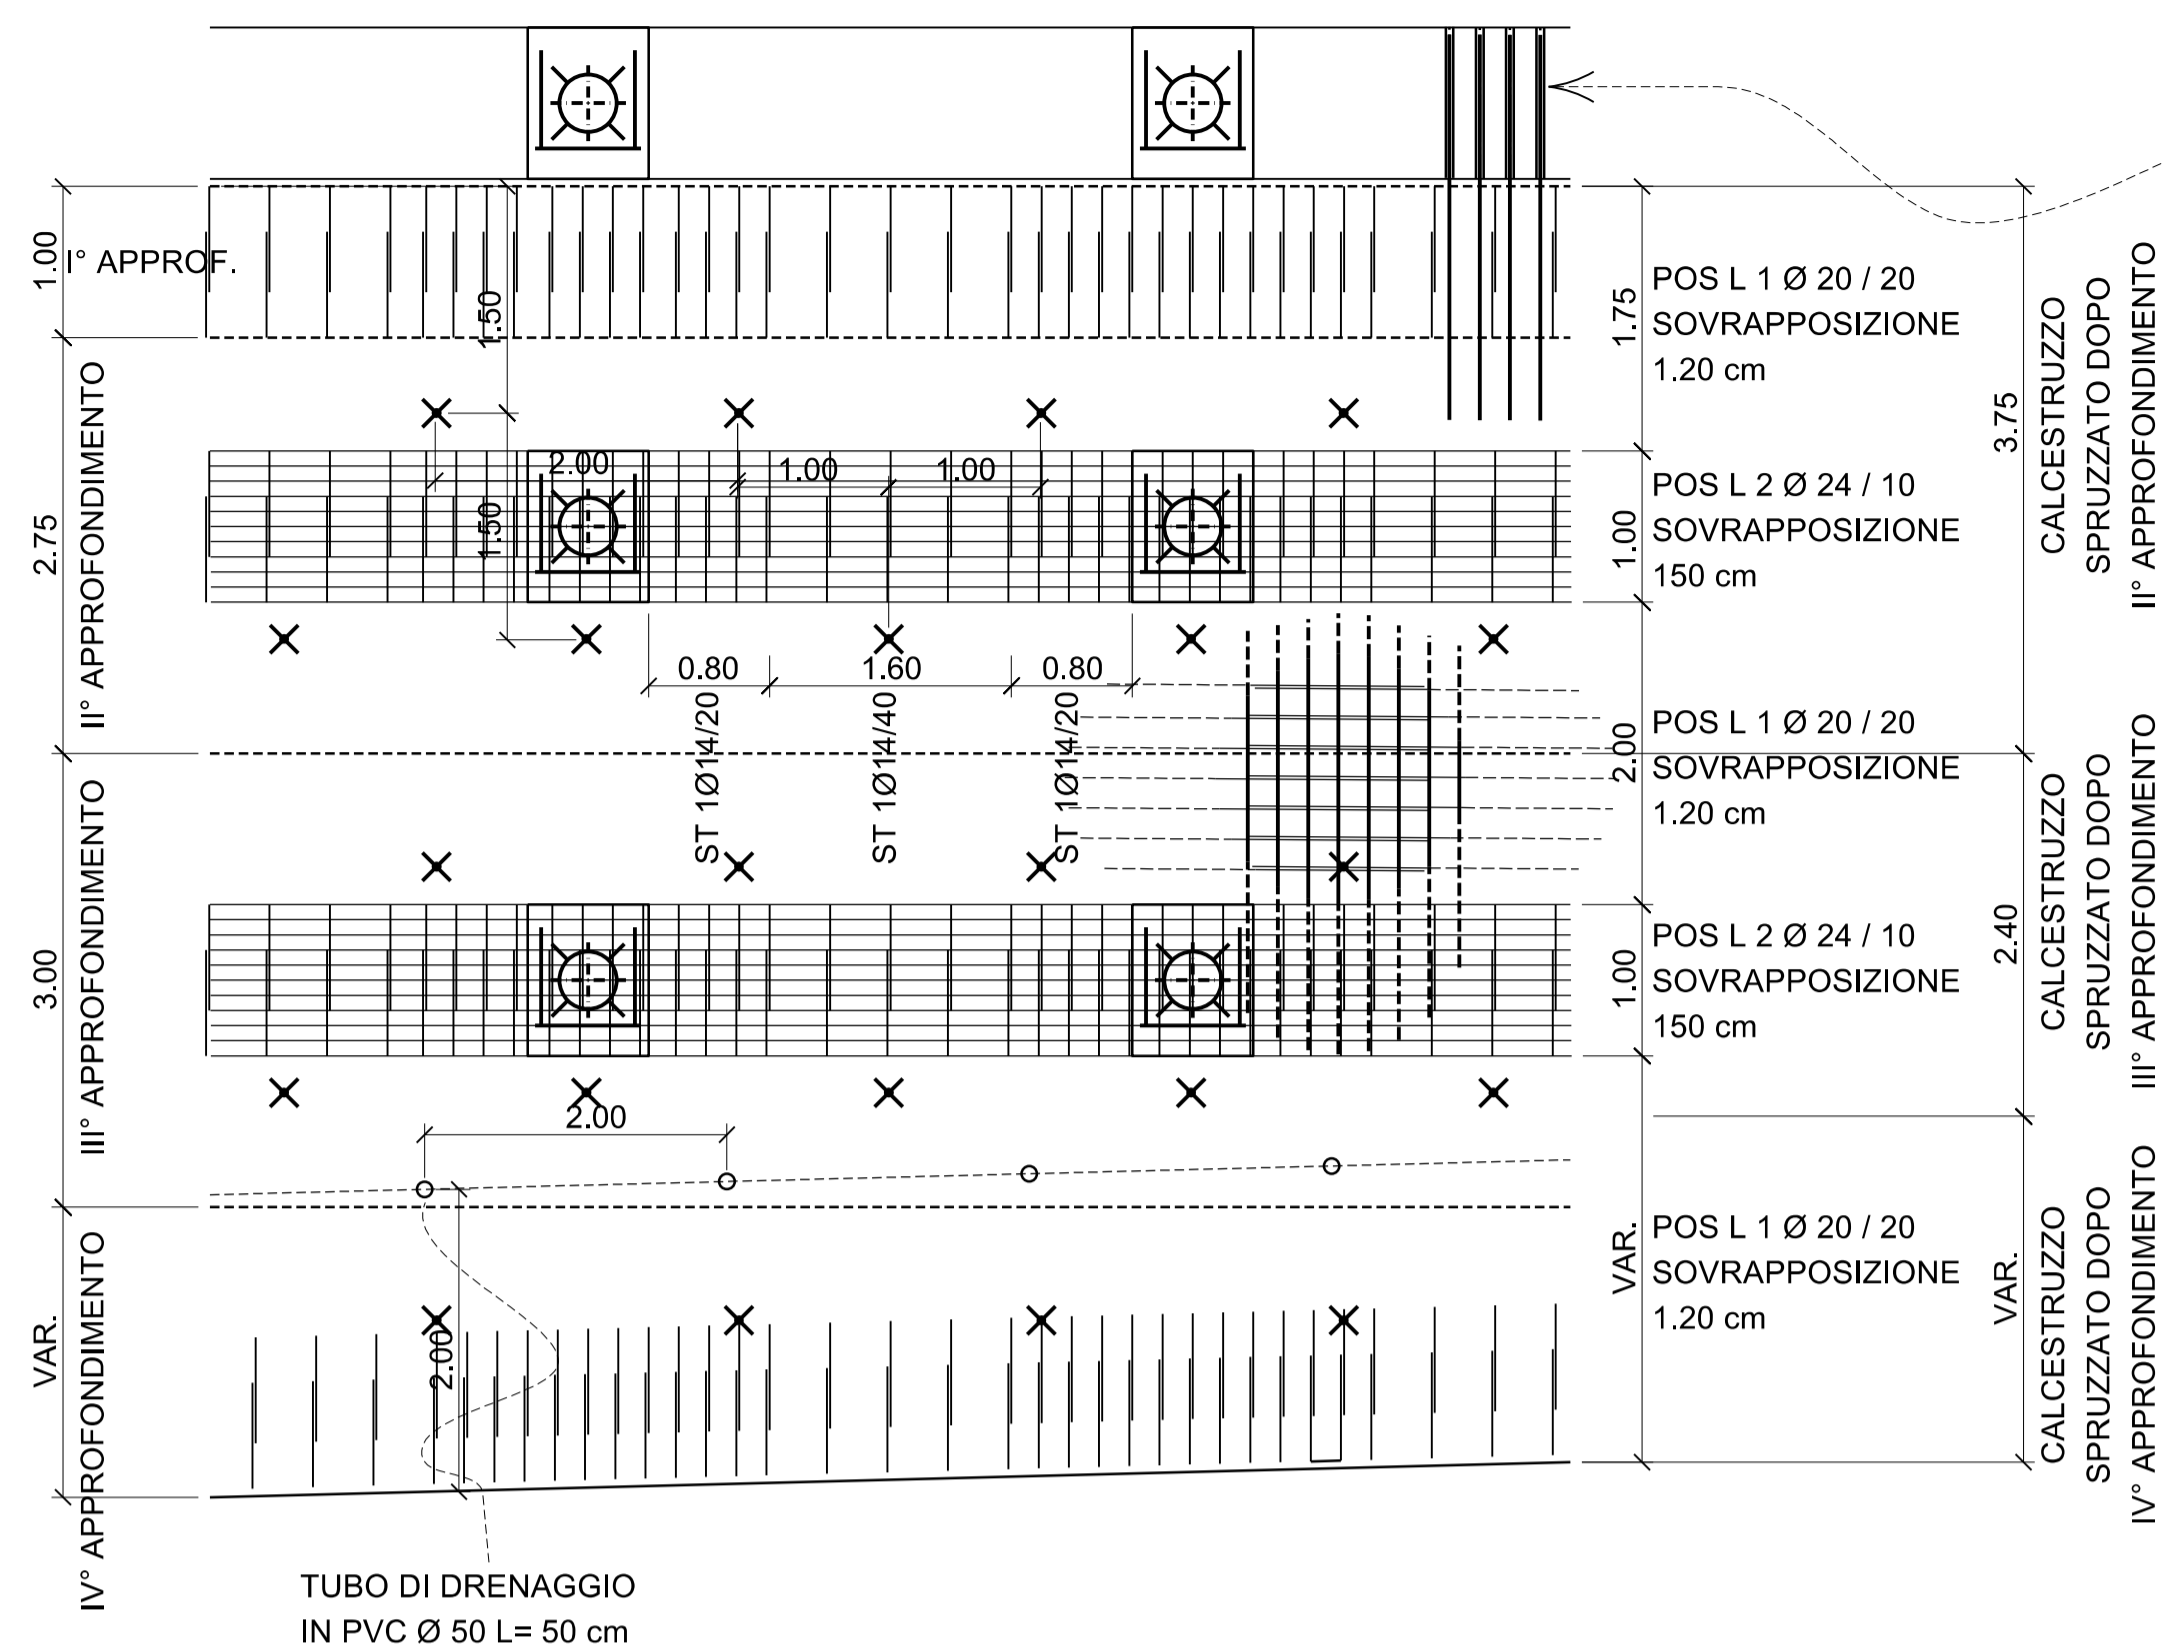 1.00
I° APPROF.
1.50
1.75
POS L 1 Ø 20 / 20
SOVRAPPOSIZIONE
1.20 cm
3.75
CALCESTRUZZO
SPRUZZATO DOPO
II° APPROFONDIMENTO
2.75
II° APPROFONDIMENTO
2.00
1.00
1.00
1.50
1.00
POS L 2 Ø 24 / 10
SOVRAPPOSIZIONE
150 cm
0.80
1.60
0.80
ST 1Ø14/20
ST 1Ø14/40
ST 1Ø14/20
2.00
POS L 1 Ø 20 / 20
SOVRAPPOSIZIONE
1.20 cm
3.00
III° APPROFONDIMENTO
1.00
POS L 2 Ø 24 / 10
SOVRAPPOSIZIONE
150 cm
2.40
CALCESTRUZZO
SPRUZZATO DOPO
III° APPROFONDIMENTO
2.00
VAR.
IV° APPROFONDIMENTO
2.00
VAR.
POS L 1 Ø 20 / 20
SOVRAPPOSIZIONE
1.20 cm
VAR.
CALCESTRUZZO
SPRUZZATO DOPO
IV° APPROFONDIMENTO
TUBO DI DRENAGGIO
IN PVC Ø 50 L= 50 cm